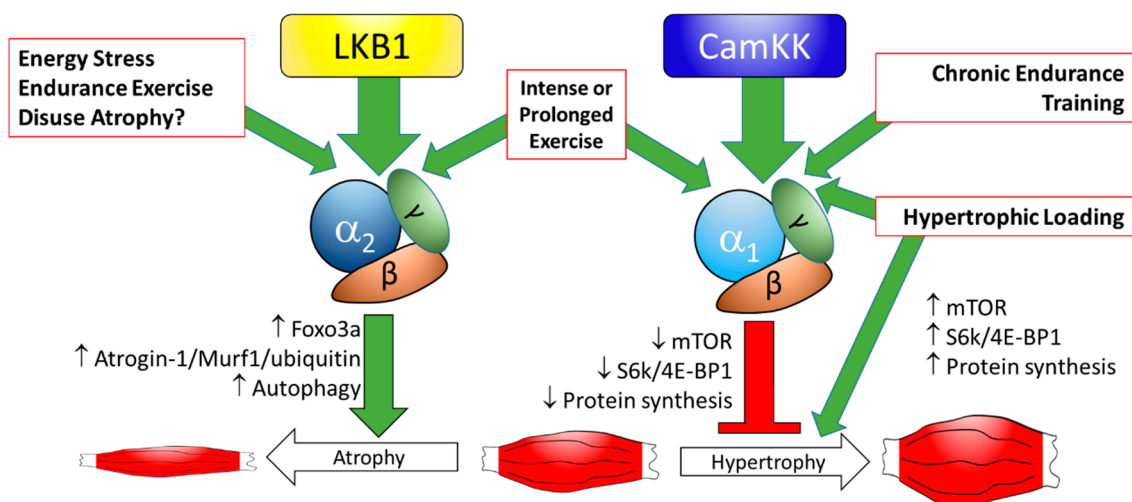 LKB1
CamKK
Energy Stress
Endurance Exercise
Disuse Atrophy?
Intense or
Prolonged
Exercise
Chronic Endurance
Training
Hypertrophic Loading
α2
γ
β
α1
γ
β
↑ Foxo3a
↑ Atrogin-1/Murf1/ubiquitin
↑ Autophagy
↓ mTOR
↓ S6k/4E-BP1
↓ Protein synthesis
↑ mTOR
↑ S6k/4E-BP1
↑ Protein synthesis
Atrophy
Hypertrophy